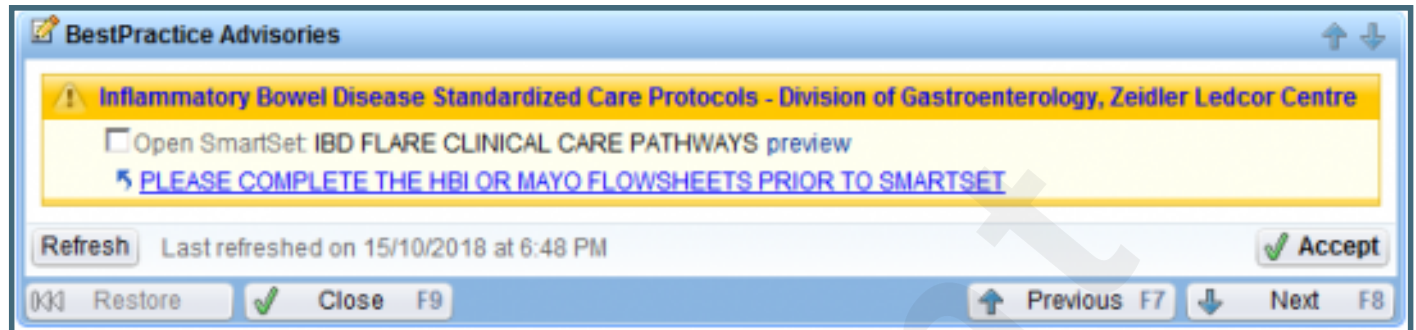 BestPractice Advisories
Inflammatory Bowel Disease Standardized Care Protocols - Division of Gastroenterology, Zeidler Ledcor Centre
Open SmartSet: IBD FLARE CLINICAL CARE PATHWAYS preview
PLEASE COMPLETE THE HBI OR MAYO FLOWSHEETS PRIOR TO SMARTSET
Refresh Last refreshed on 15/10/2018 at 6:48 PM Accept
Restore Close F9 Previous F7 Next F8